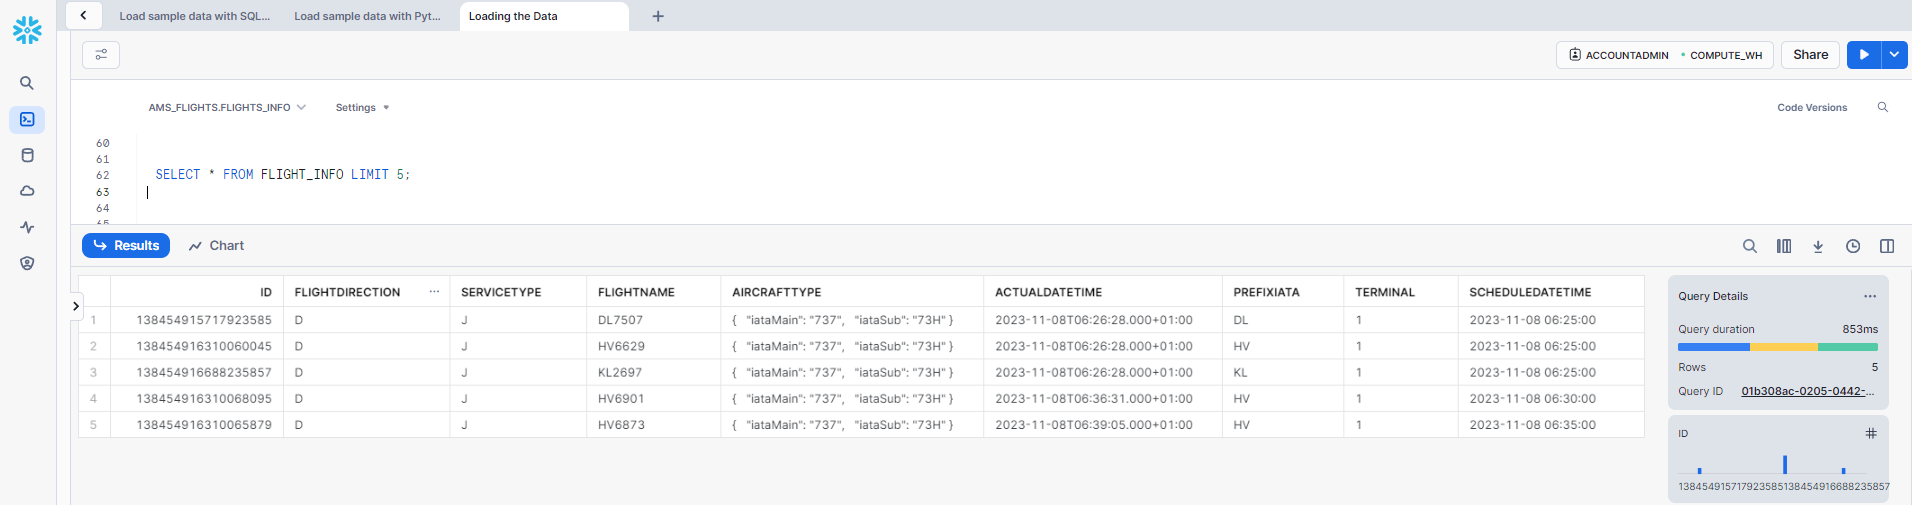 Load sample data with SQL... Load sample data with Pyt... Loading the Data +
ACCOUNTADMIN COMPUTE_WH Share
AMS_FLIGHTS.FLIGHTS_INFO Settings Code Versions
60
61
62 SELECT * FROM FLIGHT_INFO LIMIT 5;
63
64
65
Results Chart
ID FLIGHTDIRECTION ... SERVICETYPE FLIGHTNAME AIRCRAFTTYPE ACTUALDATETIME PREFIXIATA TERMINAL SCHEDULEDATETIME
1 138454915717923585 D J DL7507 { "iataMain": "737", "iataSub": "73H" } 2023-11-08T06:26:28.000+01:00 DL 1 2023-11-08 06:25:00
2 138454916310060045 D J HV6629 { "iataMain": "737", "iataSub": "73H" } 2023-11-08T06:26:28.000+01:00 HV 1 2023-11-08 06:25:00
3 138454916688235857 D J KL2697 { "iataMain": "737", "iataSub": "73H" } 2023-11-08T06:26:28.000+01:00 KL 1 2023-11-08 06:25:00
4 138454916310068095 D J HV6901 { "iataMain": "737", "iataSub": "73H" } 2023-11-08T06:36:31.000+01:00 HV 1 2023-11-08 06:30:00
5 138454916310065879 D J HV6873 { "iataMain": "737", "iataSub": "73H" } 2023-11-08T06:39:05.000+01:00 HV 1 2023-11-08 06:35:00
Query Details ...
Query duration 853ms
Rows 5
Query ID 01b308ac-0205-0442-...
ID #
138454915717923585138454916688235857